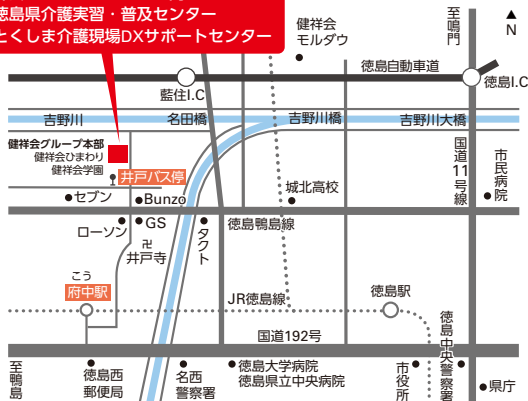 徳島県介護実習・普及センター
とくしま介護現場DXサポートセンター
健祥会
モルダウ
至鳴門
N
徳島自動車道
藍住I.C
徳島I.C
吉野川
名田橋
吉野川橋
吉野川大橋
健祥会グループ本部
健祥会ひまわり
健祥会学園
井戸バス停
国道11号線
市民病院
セブン
Bunzo
城北高校
ローソン
GS
タクト
徳島鴨島線
卍
井戸寺
こう
府中駅
JR徳島線
徳島駅
国道192号
徳島中央警察署
至鴨島
徳島西
郵便局
名西
警察署
徳島大学病院
徳島県立中央病院
市役所
県庁